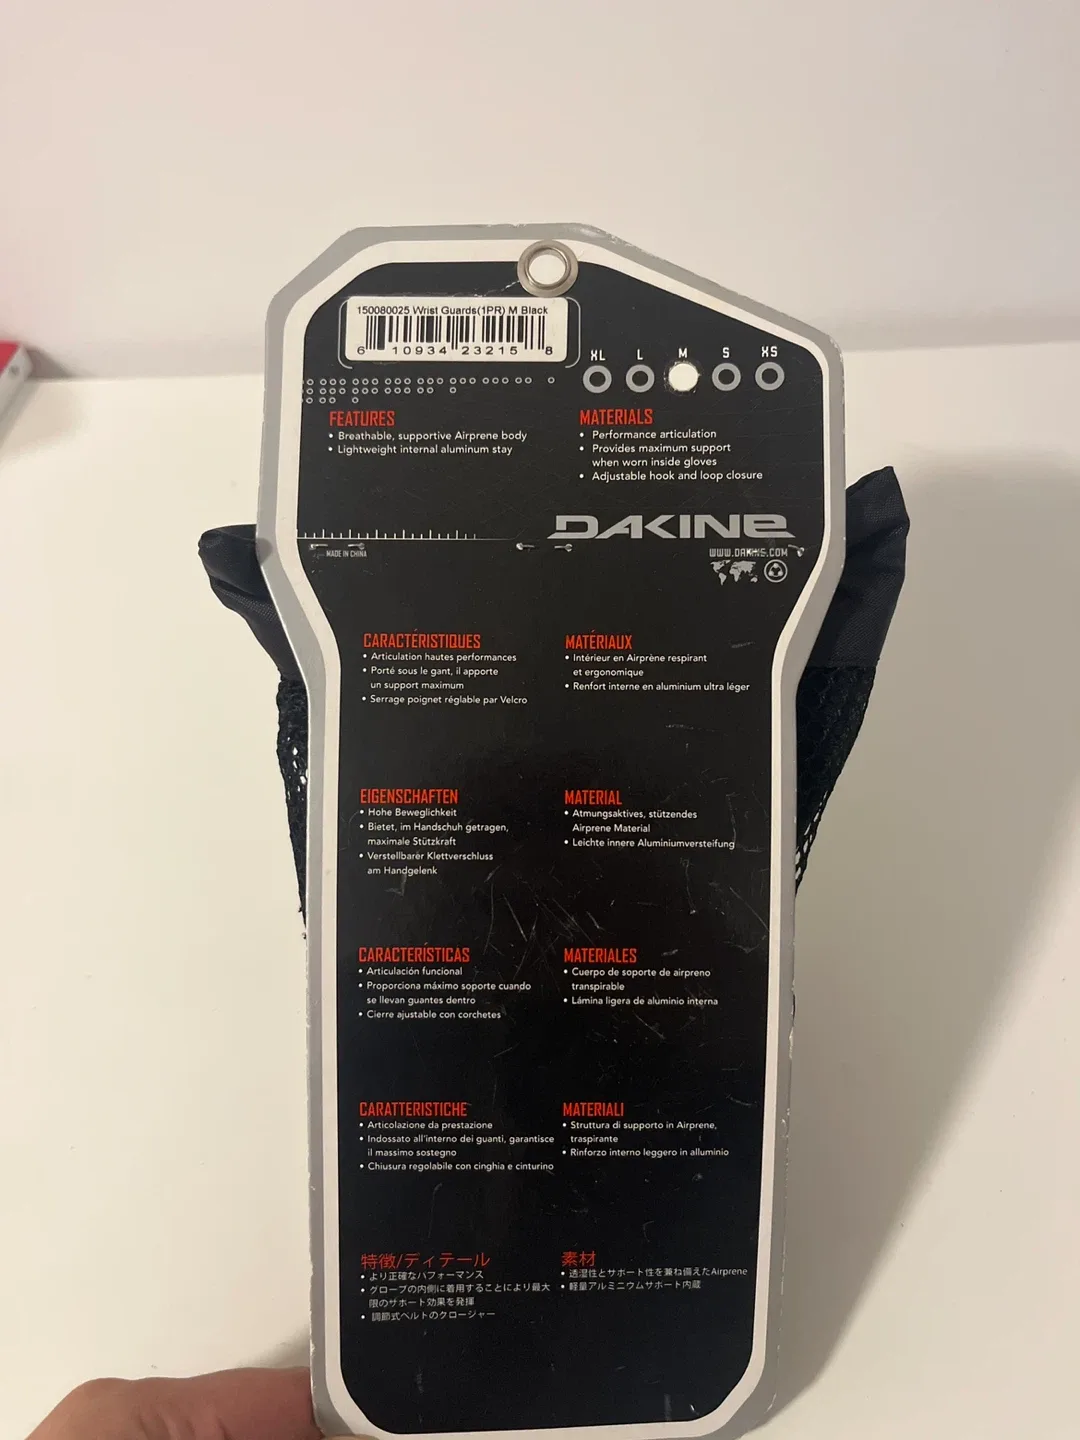 150080025 Wrist Guards(1PR) M Black
6 10934 23215 8
XL L M S XS
FEATURES
• Breathable, supportive Airprene body
• Lightweight internal aluminum stay
MATERIALS
• Performance articulation
• Provides maximum support
when worn inside gloves
• Adjustable hook and loop closure
DAKINE
MADE IN CHINA
WWW.DAKINE.COM
CARACTÉRISTIQUES
• Articulation hautes performances
• Porté sous le gant, il apporte
un support maximum
• Serrage poignet réglable par Velcro
MATÉRIAUX
• Intérieur en Airprène respirant
et ergonomique
• Renfort interne en aluminium ultra léger
EIGENSCHAFTEN
• Hohe Beweglichkeit
• Bietet, im Handschuh getragen,
maximale Stützkraft
• Verstellbarer Klettverschluss
am Handgelenk
MATERIAL
• Atmungsaktives, stützendes
Airprene Material
• Leichte innere Aluminiumversteifung
CARACTERÍSTICAS
• Articulación funcional
• Proporciona máximo soporte cuando
se llevan guantes dentro
• Cierre ajustable con corchetes
MATERIALES
• Cuerpo de soporte de airpreno
transpirable
• Lámina ligera de aluminio interna
CARATTERISTICHE
• Articolazione da prestazione
• Indossato all'interno dei guanti, garantisce
il massimo sostegno
• Chiusura regolabile con cinghia e cinturino
MATERIALI
• Struttura di supporto in Airprene,
traspirante
• Rinforzo interno leggero in alluminio
特徴/ディテール
• より正確なパフォーマンス
• グローブの内側に着用することにより最大
限のサポート効果を発揮
• 調節式ベルトのクロージャー
素材
• 透湿性とサポート性を兼ね備えたAirprene
• 軽量アルミニウムサポート内蔵